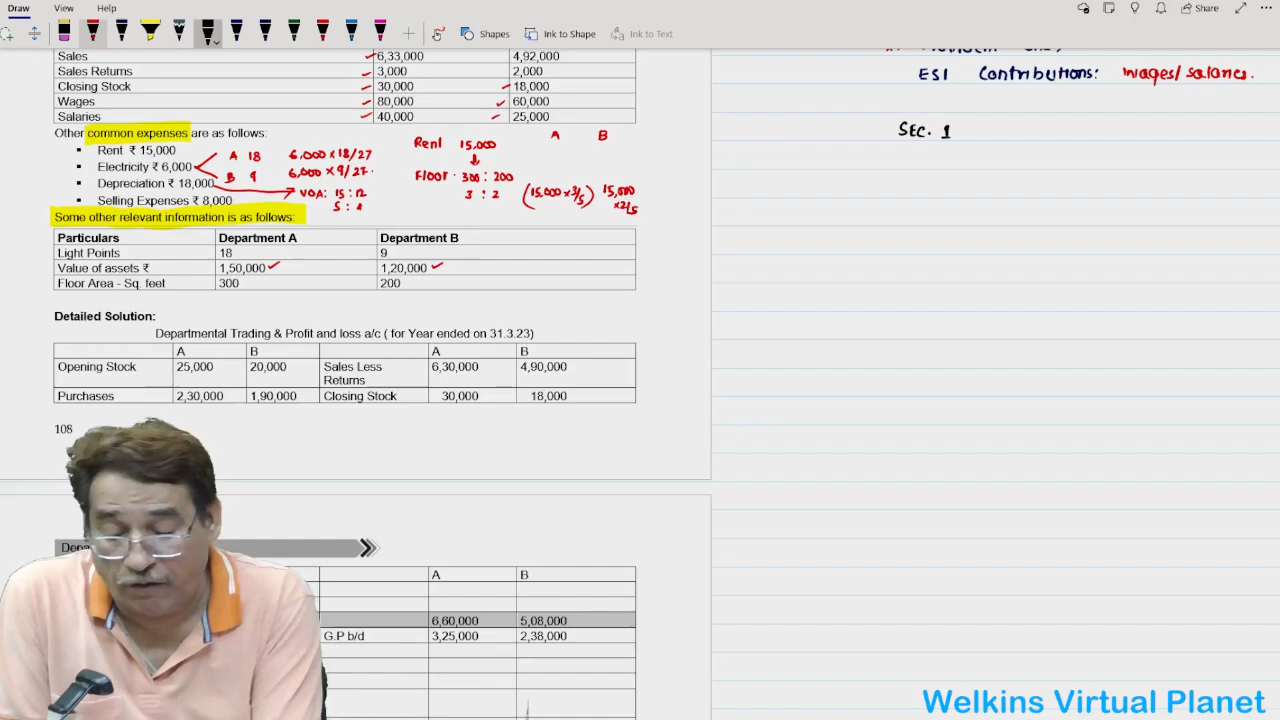 Draw View Help
Shapes Ink to Shape Ink to Text Share
Sales 6,33,000 4,92,000
Sales Returns 3,000 2,000
Closing Stock 30,000 18,000
Wages 80,000 60,000
Salaries 40,000 25,000
Other common expenses are as follows:
Rent ₹ 15,000
Electricity ₹ 6,000
Depreciation ₹ 18,000
Selling Expenses ₹ 8,000
A 18 6.000 x 18/27
B 9 6.000 x 9/27
VOA: 15 : 12
5 : 4
Rent 15.000 A B
Floor 300 : 200
3 : 2 (15,000 x 3/5) 15,000 x 2/5
Some other relevant information is as follows:
Particulars Department A Department B
Light Points 18 9
Value of assets ₹ 1,50,000 1,20,000
Floor Area - Sq. feet 300 200
Detailed Solution:
Departmental Trading & Profit and loss a/c ( for Year ended on 31.3.23)
A B A B
Opening Stock 25,000 20,000 Sales Less Returns 6,30,000 4,90,000
Purchases 2,30,000 1,90,000 Closing Stock 30,000 18,000
108
A B
6,60,000 5,08,000
G.P b/d 3,25,000 2,38,000
ESI Contributions: Wages/Salaries.
SEC. 1
Welkins Virtual Planet